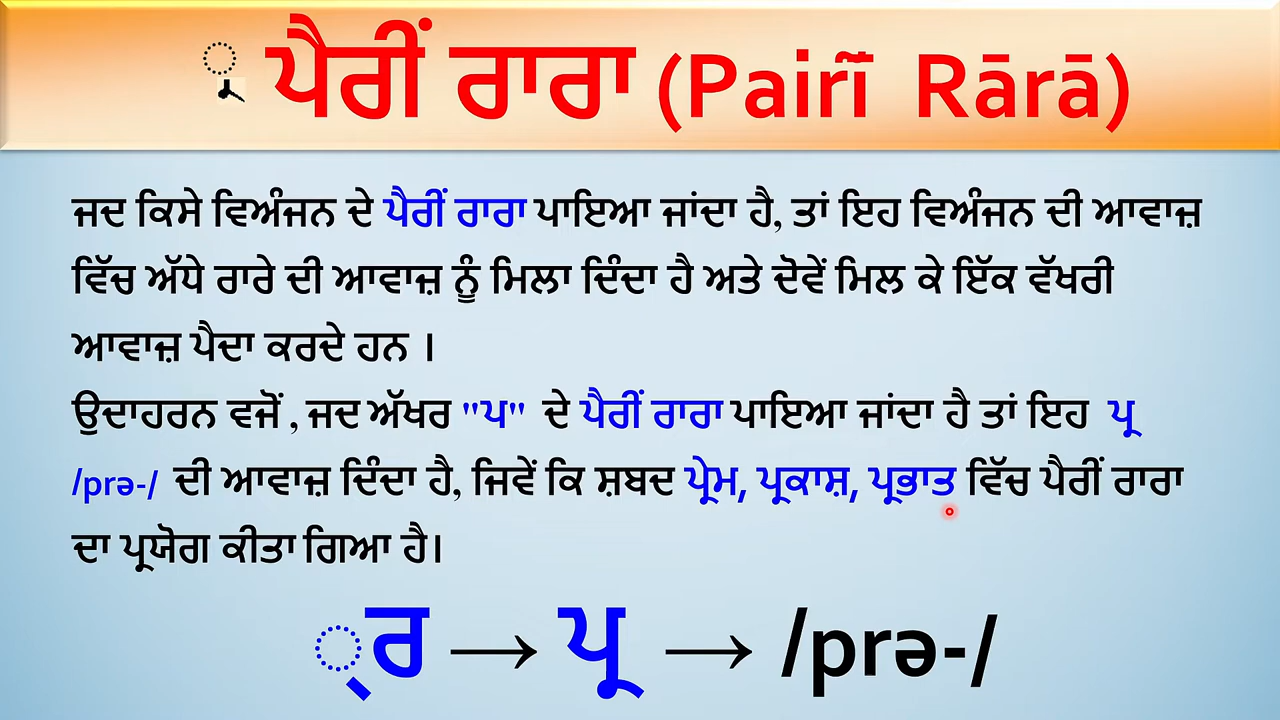 ੍ਰ ਪੈਰੀਂ ਰਾਰਾ (Pairĩ̄ Rārā)
ਜਦ ਕਿਸੇ ਵਿਅੰਜਨ ਦੇ ਪੈਰੀਂ ਰਾਰਾ ਪਾਇਆ ਜਾਂਦਾ ਹੈ, ਤਾਂ ਇਹ ਵਿਅੰਜਨ ਦੀ ਆਵਾਜ਼
ਵਿੱਚ ਅੱਧੇ ਰਾਰੇ ਦੀ ਆਵਾਜ਼ ਨੂੰ ਮਿਲਾ ਦਿੰਦਾ ਹੈ ਅਤੇ ਦੋਵੇਂ ਮਿਲ ਕੇ ਇੱਕ ਵੱਖਰੀ
ਆਵਾਜ਼ ਪੈਦਾ ਕਰਦੇ ਹਨ ।
ਉਦਾਹਰਨ ਵਜੋਂ , ਜਦ ਅੱਖਰ "ਪ" ਦੇ ਪੈਰੀਂ ਰਾਰਾ ਪਾਇਆ ਜਾਂਦਾ ਹੈ ਤਾਂ ਇਹ ਪ੍ਰ
/prə-/ ਦੀ ਆਵਾਜ਼ ਦਿੰਦਾ ਹੈ, ਜਿਵੇਂ ਕਿ ਸ਼ਬਦ ਪ੍ਰੇਮ, ਪ੍ਰਕਾਸ਼, ਪ੍ਰਭਾਤ ਵਿੱਚ ਪੈਰੀਂ ਰਾਰਾ
ਦਾ ਪ੍ਰਯੋਗ ਕੀਤਾ ਗਿਆ ਹੈ।
੍ਰ → ਪ੍ਰ → /prə-/